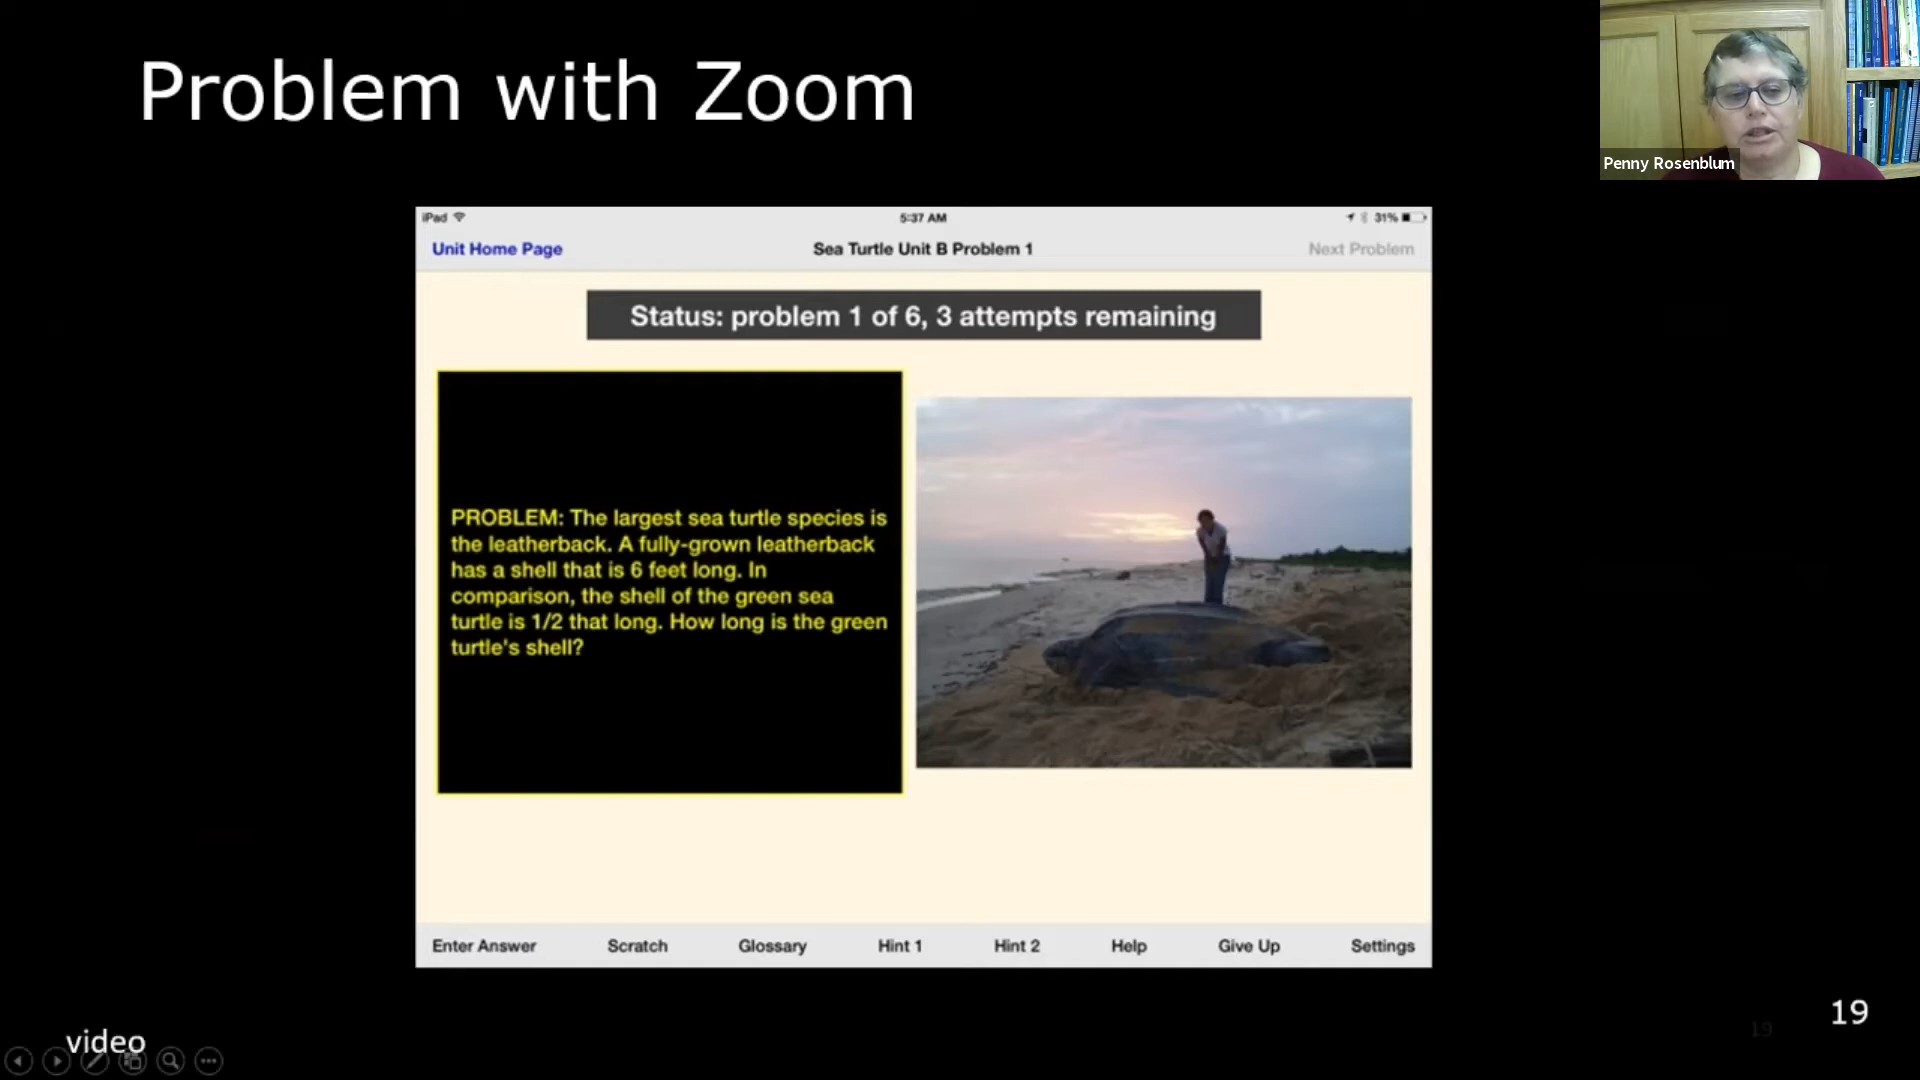 Problem with Zoom
Penny Rosenblum
iPad
5:37 AM
31%
Unit Home Page
Sea Turtle Unit B Problem 1
Next Problem
Status: problem 1 of 6, 3 attempts remaining
PROBLEM: The largest sea turtle species is
the leatherback. A fully-grown leatherback
has a shell that is 6 feet long. In
comparison, the shell of the green sea
turtle is 1/2 that long. How long is the green
turtle's shell?
Enter Answer
Scratch
Glossary
Hint 1
Hint 2
Help
Give Up
Settings
19
19
video